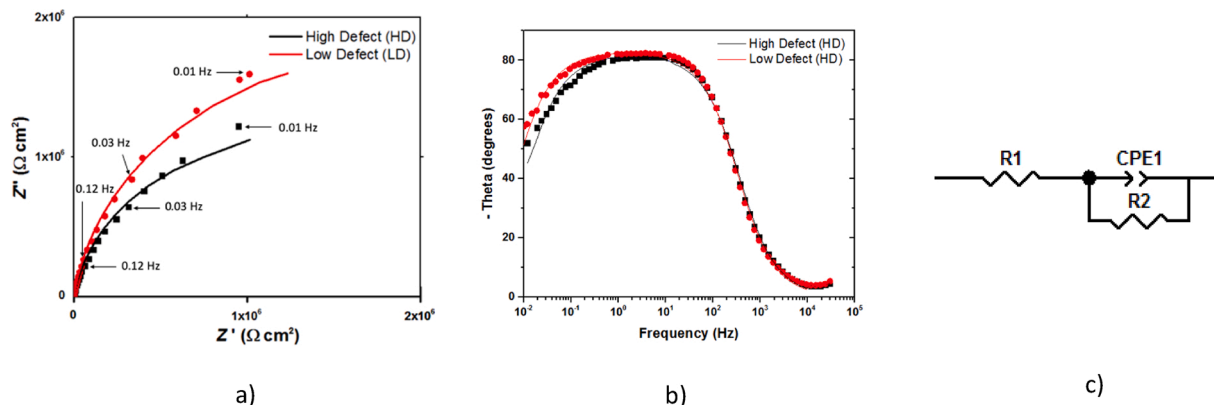 2x10⁶
High Defect (HD)
Low Defect (LD)
0.01 Hz
0.03 Hz
0.01 Hz
1x10⁶
0.12 Hz
0.03 Hz
0.12 Hz
Z'' (Ω cm²)
0
0
1x10⁶
2x10⁶
Z ' (Ω cm²)
a)
High Defect (HD)
Low Defect (HD)
80
60
40
20
0
- Theta (degrees)
10⁻² 10⁻¹ 10⁰ 10¹ 10² 10³ 10⁴ 10⁵
Frequency (Hz)
b)
R1
CPE1
R2
c)